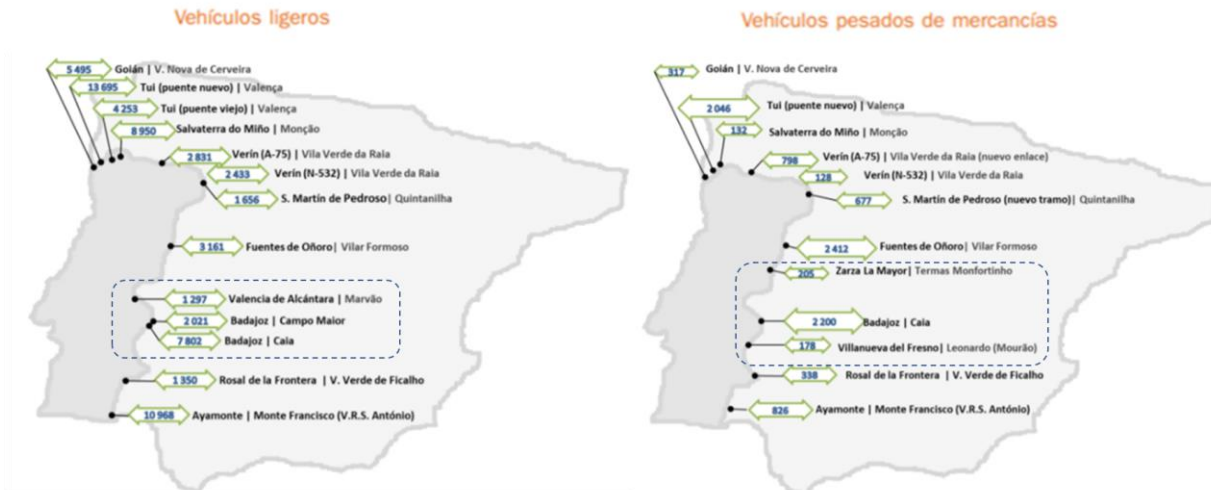 Vehículos ligeros
5 495 Goián | V. Nova de Cerveira
13 695 Tui (puente nuevo) | Valença
4 253 Tui (puente viejo) | Valença
8 950 Salvaterra do Miño | Monção
2 831 Verín (A-75) | Vila Verde da Raia
2 433 Verín (N-532) | Vila Verde da Raia
1 656 S. Martín de Pedroso| Quintanilha
3 161 Fuentes de Oñoro| Vilar Formoso
1 297 Valencia de Alcántara | Marvão
2 021 Badajoz | Campo Maior
7 802 Badajoz | Caia
1 350 Rosal de la Frontera | V. Verde de Ficalho
10 968 Ayamonte | Monte Francisco (V.R.S. António)
Vehículos pesados de mercancías
317 Goián | V. Nova de Cerveira
2 046 Tui (puente nuevo) | Valença
132 Salvaterra do Miño | Monção
798 Verín (A-75) | Vila Verde da Raia (nuevo enlace)
128 Verín (N-532) | Vila Verde da Raia
677 S. Martín de Pedroso (nuevo tramo)| Quintanilha
2 412 Fuentes de Oñoro| Vilar Formoso
205 Zarza La Mayor| Termas Monfortinho
2 200 Badajoz | Caia
178 Villanueva del Fresno| Leonardo (Mourão)
338 Rosal de la Frontera | V. Verde de Ficalho
826 Ayamonte | Monte Francisco (V.R.S. António)